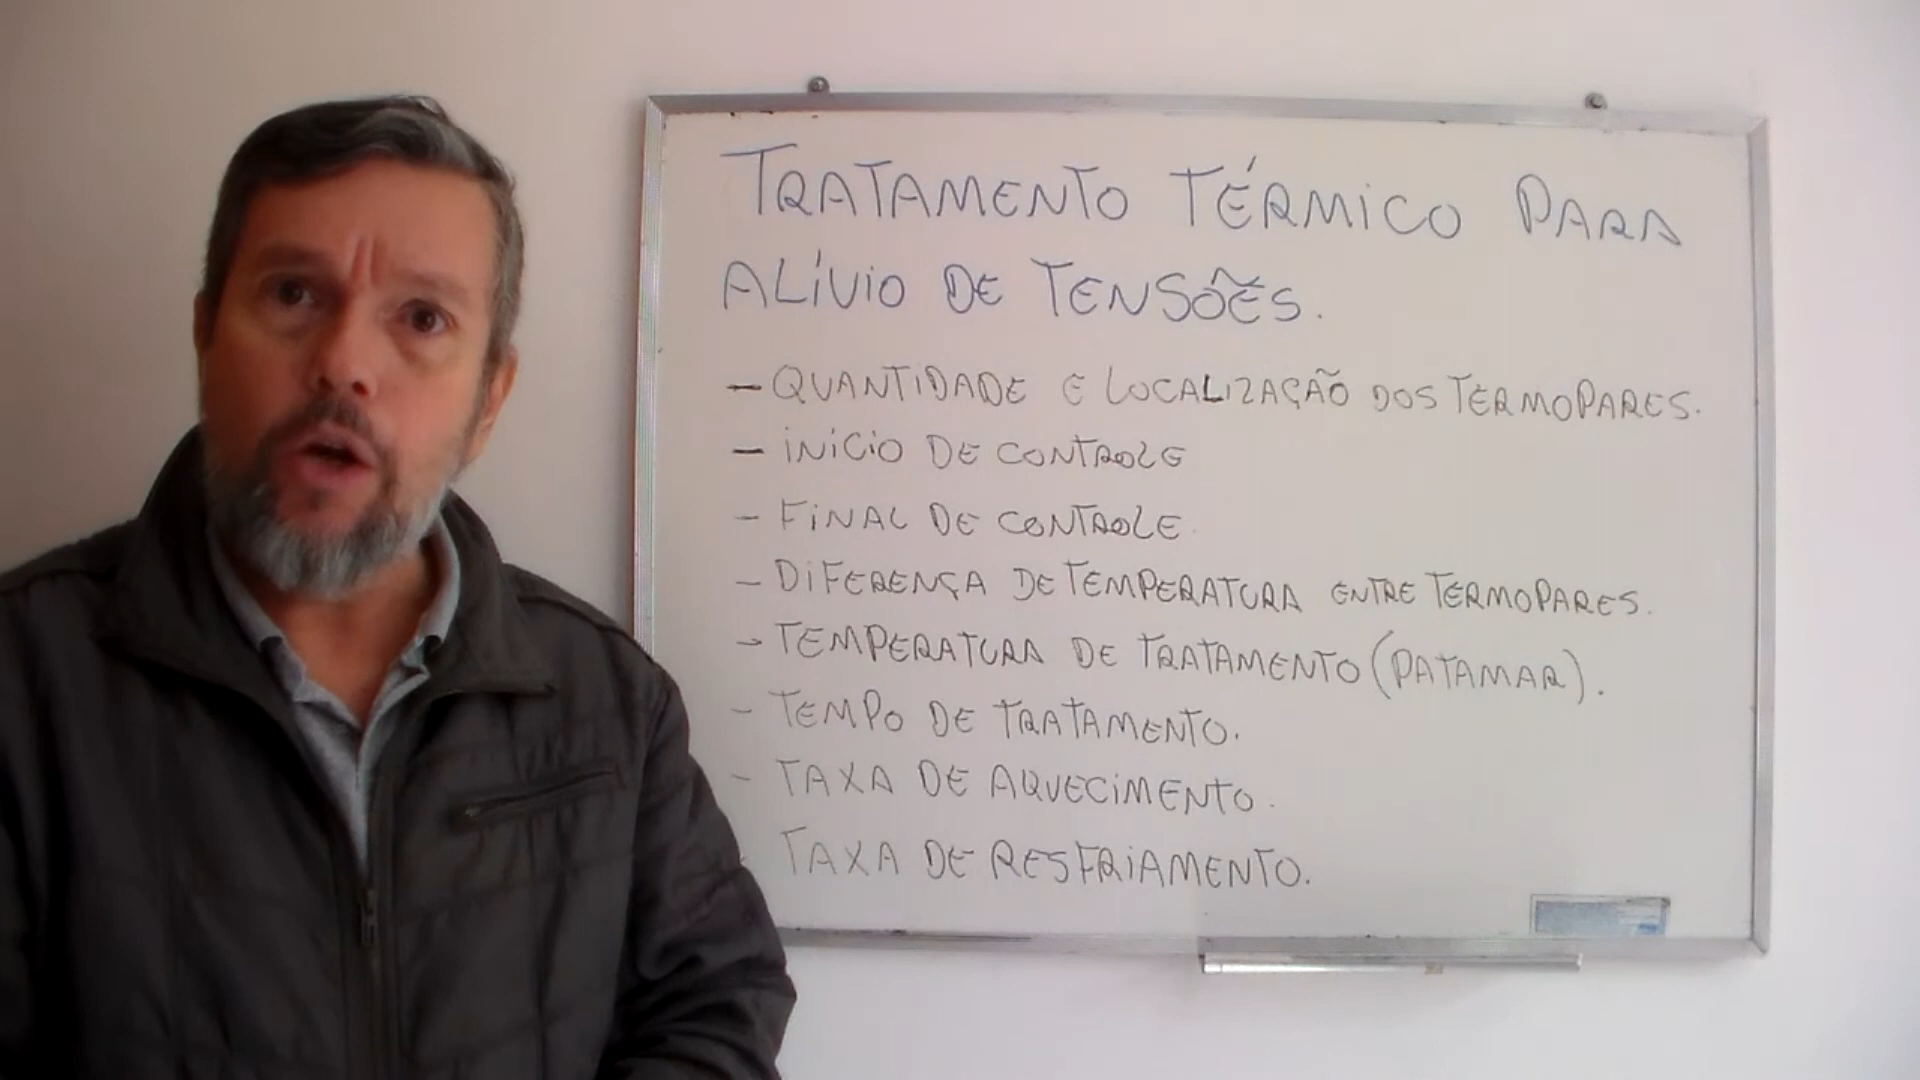 TRATAMENTO TÉRMICO PARA
ALÍVIO DE TENSÕES.
- QUANTIDADE E LOCALIZAÇÃO DOS TERMOPARES.
- INÍCIO DE CONTROLE
- FINAL DE CONTROLE.
- DIFERENÇA DE TEMPERATURA ENTRE TERMOPARES.
- TEMPERATURA DE TRATAMENTO (PATAMAR).
- TEMPO DE TRATAMENTO.
- TAXA DE AQUECIMENTO.
- TAXA DE RESFRIAMENTO.